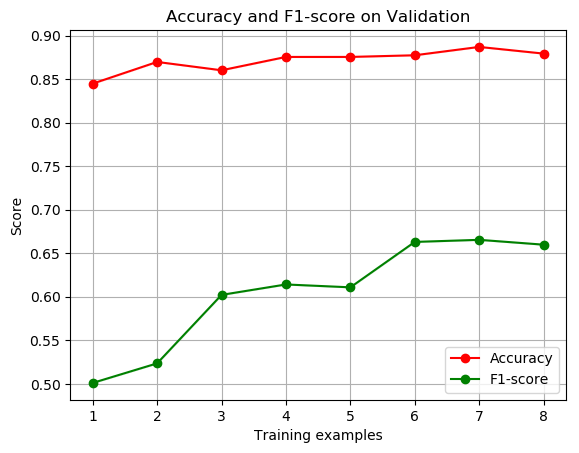 Accuracy and F1-score on Validation
0.90
0.85
0.80
0.75
0.70
0.65
0.60
0.55
0.50
Score
1 2 3 4 5 6 7 8
Training examples
Accuracy
F1-score